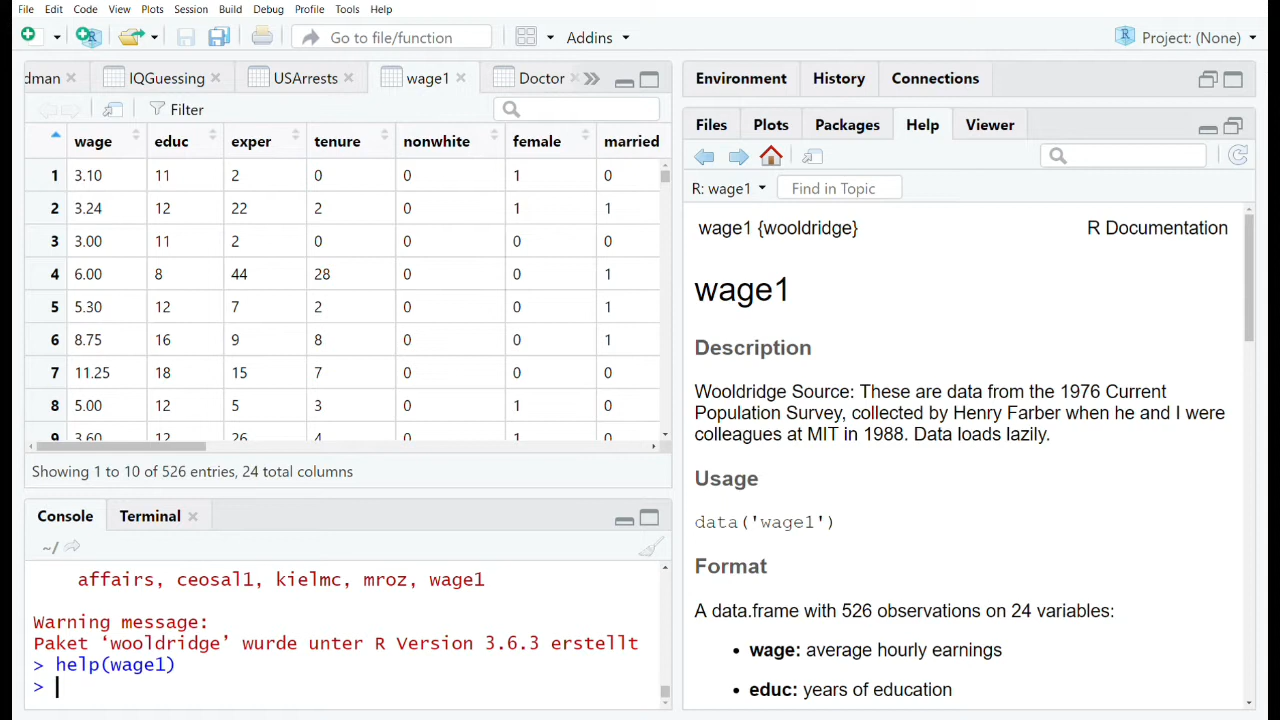 File Edit Code View Plots Session Build Debug Profile Tools Help
Go to file/function Addins Project: (None)
dman IQGuessing USArrests wage1 Doctor
Filter
wage educ exper tenure nonwhite female married
1 3.10 11 2 0 0 1 0
2 3.24 12 22 2 0 1 1
3 3.00 11 2 0 0 0 0
4 6.00 8 44 28 0 0 1
5 5.30 12 7 2 0 0 1
6 8.75 16 9 8 0 0 1
7 11.25 18 15 7 0 0 0
8 5.00 12 5 3 0 1 0
9 3.60 12 26 4 0 1 0
Showing 1 to 10 of 526 entries, 24 total columns
Console Terminal
~/
affairs, ceosal1, kielmc, mroz, wage1
Warning message:
Paket ‘wooldridge’ wurde unter R Version 3.6.3 erstellt
> help(wage1)
>
Environment History Connections
Files Plots Packages Help Viewer
R: wage1 Find in Topic
wage1 {wooldridge} R Documentation
wage1
Description
Wooldridge Source: These are data from the 1976 Current
Population Survey, collected by Henry Farber when he and I were
colleagues at MIT in 1988. Data loads lazily.
Usage
data('wage1')
Format
A data.frame with 526 observations on 24 variables:
• wage: average hourly earnings
• educ: years of education